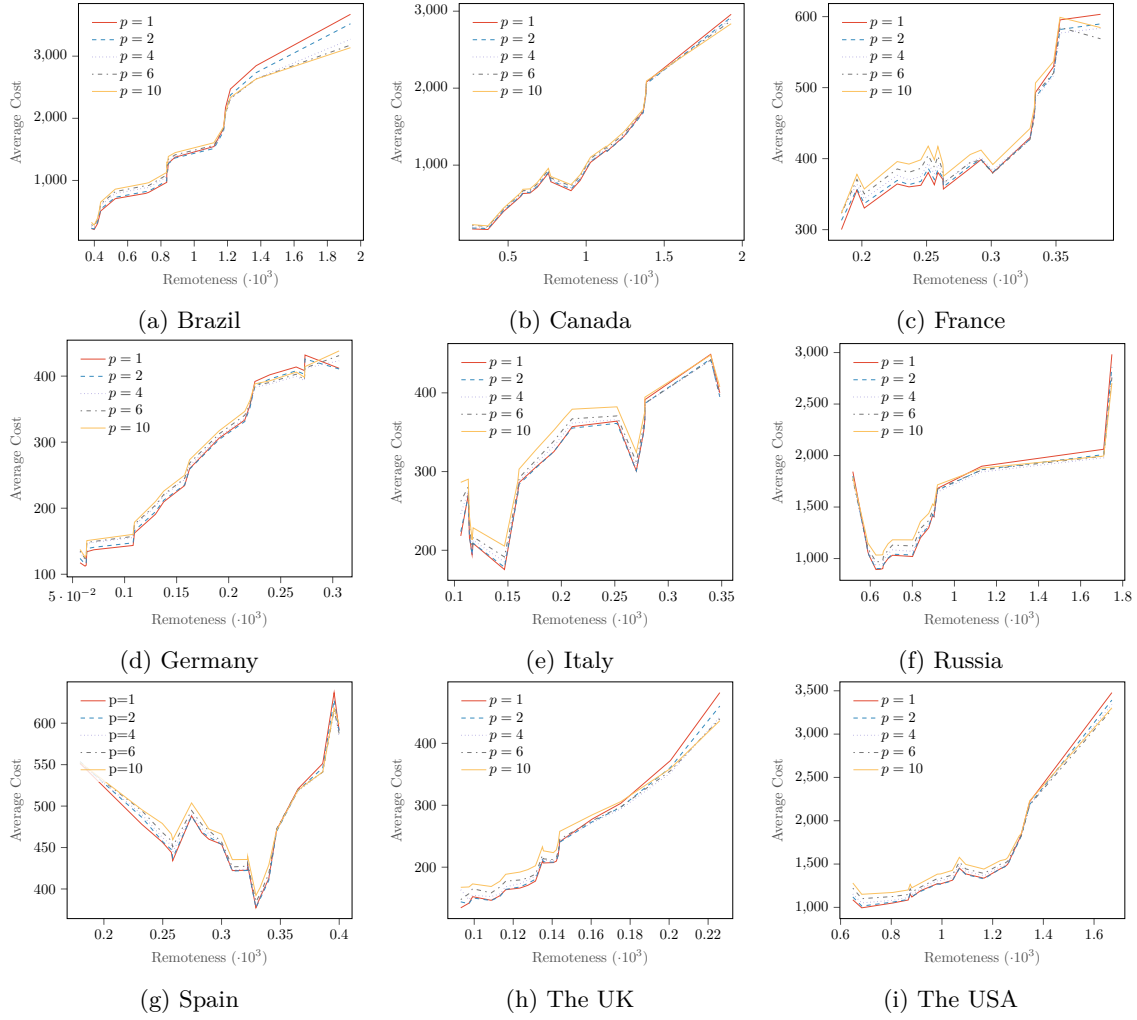 p = 1
p = 2
p = 4
p = 6
p = 10
3,000
2,000
1,000
Average Cost
0.4 0.6 0.8 1 1.2 1.4 1.6 1.8 2
Remoteness (·10³)
(a) Brazil
p = 1
p = 2
p = 4
p = 6
p = 10
3,000
2,000
1,000
Average Cost
0.5 1 1.5 2
Remoteness (·10³)
(b) Canada
p = 1
p = 2
p = 4
p = 6
p = 10
600
500
400
300
Average Cost
0.2 0.25 0.3 0.35
Remoteness (·10³)
(c) France
p = 1
p = 2
p = 4
p = 6
p = 10
400
300
200
100
Average Cost
5 · 10⁻² 0.1 0.15 0.2 0.25 0.3
Remoteness (·10³)
(d) Germany
p = 1
p = 2
p = 4
p = 6
p = 10
400
300
200
Average Cost
0.1 0.15 0.2 0.25 0.3 0.35
Remoteness (·10³)
(e) Italy
p = 1
p = 2
p = 4
p = 6
p = 10
3,000
2,500
2,000
1,500
1,000
Average Cost
0.6 0.8 1 1.2 1.4 1.6 1.8
Remoteness (·10³)
(f) Russia
p=1
p=2
p=4
p=6
p=10
600
550
500
450
400
Average Cost
0.2 0.25 0.3 0.35 0.4
Remoteness (·10³)
(g) Spain
p = 1
p = 2
p = 4
p = 6
p = 10
400
300
200
Average Cost
0.1 0.12 0.14 0.16 0.18 0.2 0.22
Remoteness (·10³)
(h) The UK
p = 1
p = 2
p = 4
p = 6
p = 10
3,500
3,000
2,500
2,000
1,500
1,000
Average Cost
0.6 0.8 1 1.2 1.4 1.6
Remoteness (·10³)
(i) The USA